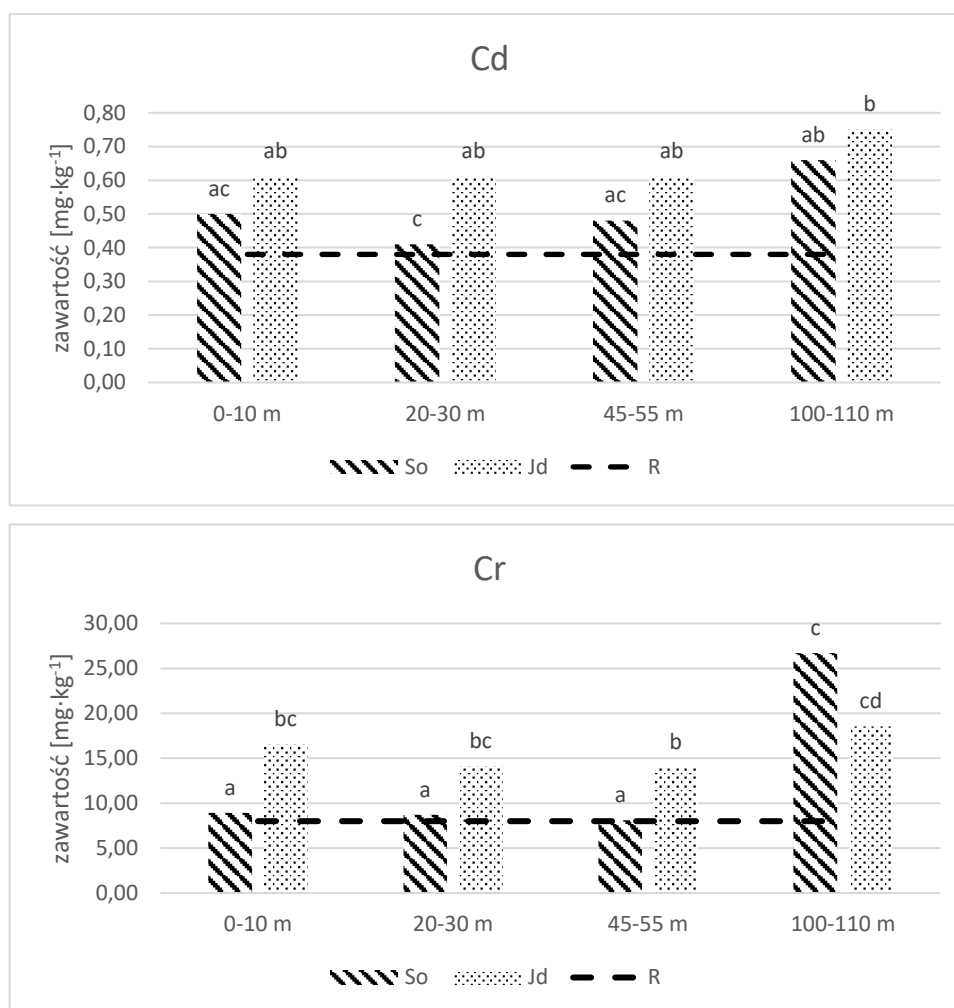 Cd
zawartość [mg·kg-1]
0,80
0,70
0,60
0,50
0,40
0,30
0,20
0,10
0,00
ac
ab
c
ab
ac
ab
ab
b
0-10 m
20-30 m
45-55 m
100-110 m
So
Jd
R
Cr
zawartość [mg·kg-1]
30,00
25,00
20,00
15,00
10,00
5,00
0,00
a
bc
a
bc
a
b
c
cd
0-10 m
20-30 m
45-55 m
100-110 m
So
Jd
R